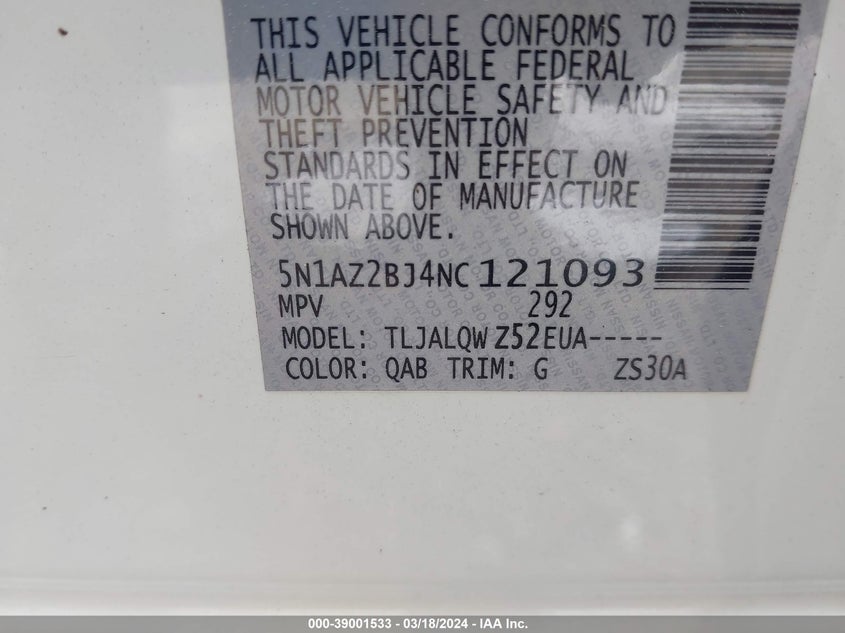 THIS VEHICLE CONFORMS TO
ALL APPLICABLE FEDERAL
MOTOR VEHICLE SAFETY AND
THEFT PREVENTION
STANDARDS IN EFFECT ON
THE DATE OF MANUFACTURE
SHOWN ABOVE.
5N1AZ2BJ4NC121093
MPV 292
MODEL: TLJALQWZ52EUA-----
COLOR: QAB TRIM: G ZS30A
000-39001533 - 03/18/2024 - IAA Inc.